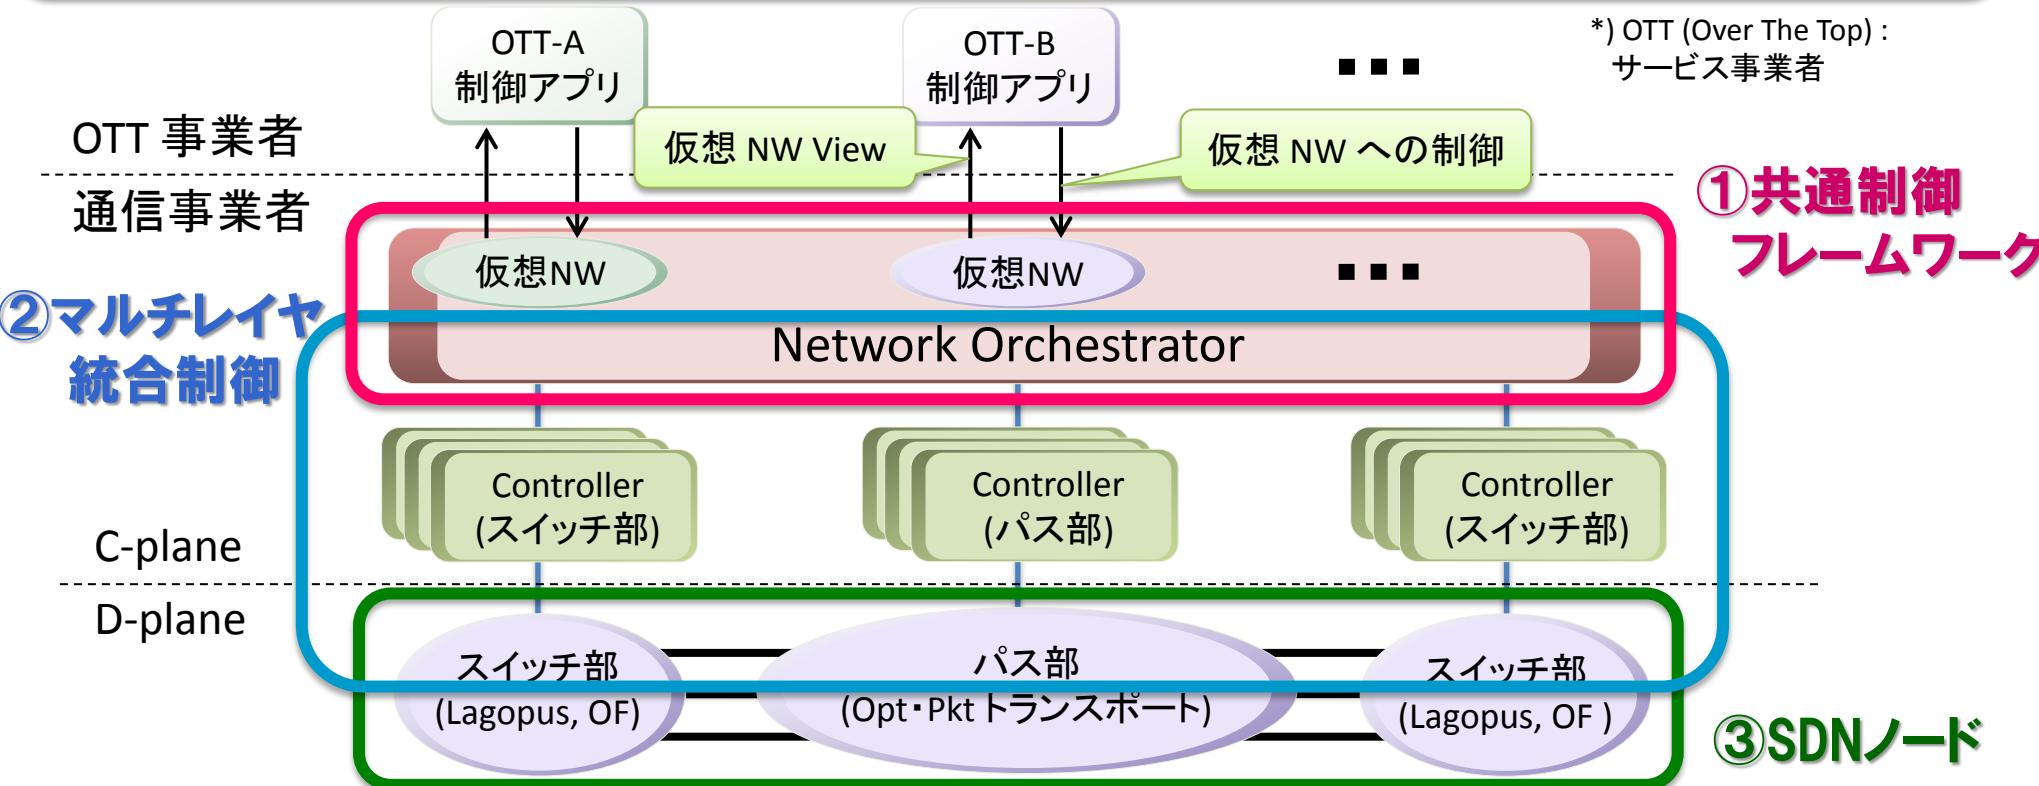 OTT-A
制御アプリ
OTT-B
制御アプリ
■ ■ ■
*) OTT (Over The Top) :
サービス事業者
OTT 事業者
仮想 NW View
仮想 NW への制御
通信事業者
①共通制御
フレームワーク
仮想NW
仮想NW
■ ■ ■
②マルチレイヤ
統合制御
Network Orchestrator
Controller
(スイッチ部)
Controller
(パス部)
Controller
(スイッチ部)
C-plane
D-plane
スイッチ部
(Lagopus, OF)
パス部
(Opt・Pkt トランスポート)
スイッチ部
(Lagopus, OF )
③SDNノード